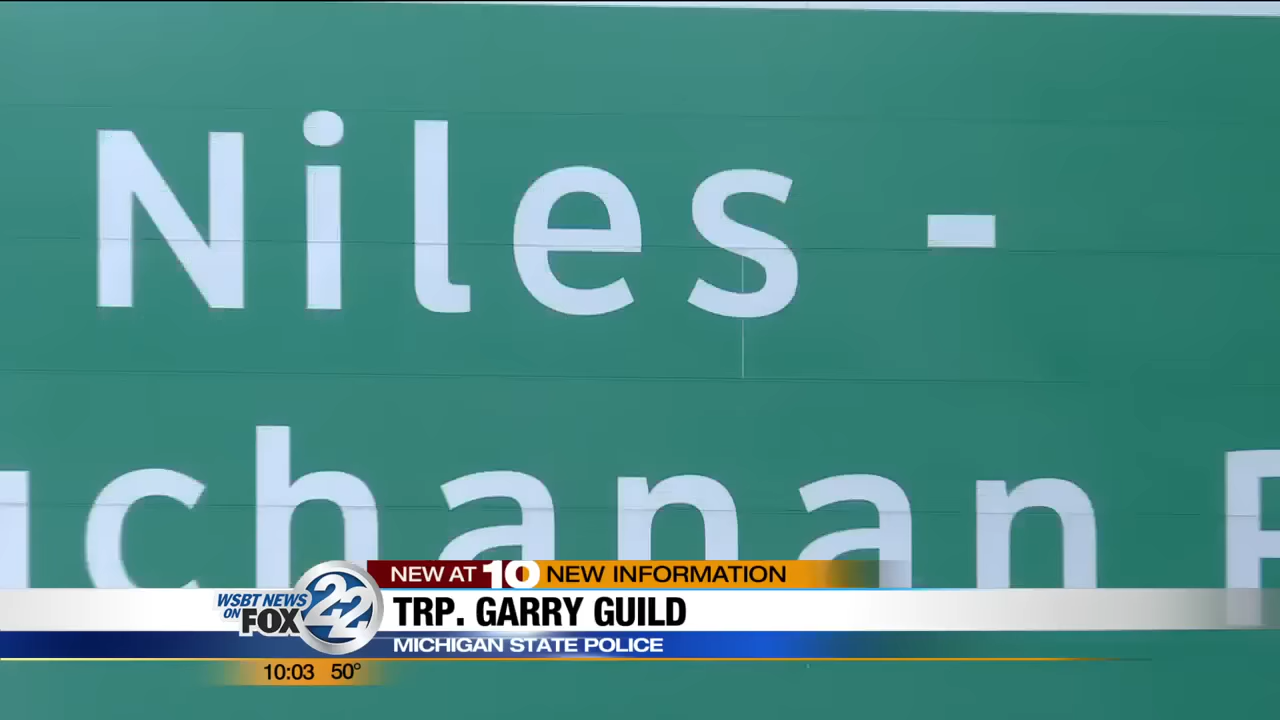 Niles -
uchanan
NEW AT 10 NEW INFORMATION
WSBT NEWS
ON
FOX 22
TRP. GARRY GUILD
MICHIGAN STATE POLICE
10:03 50°